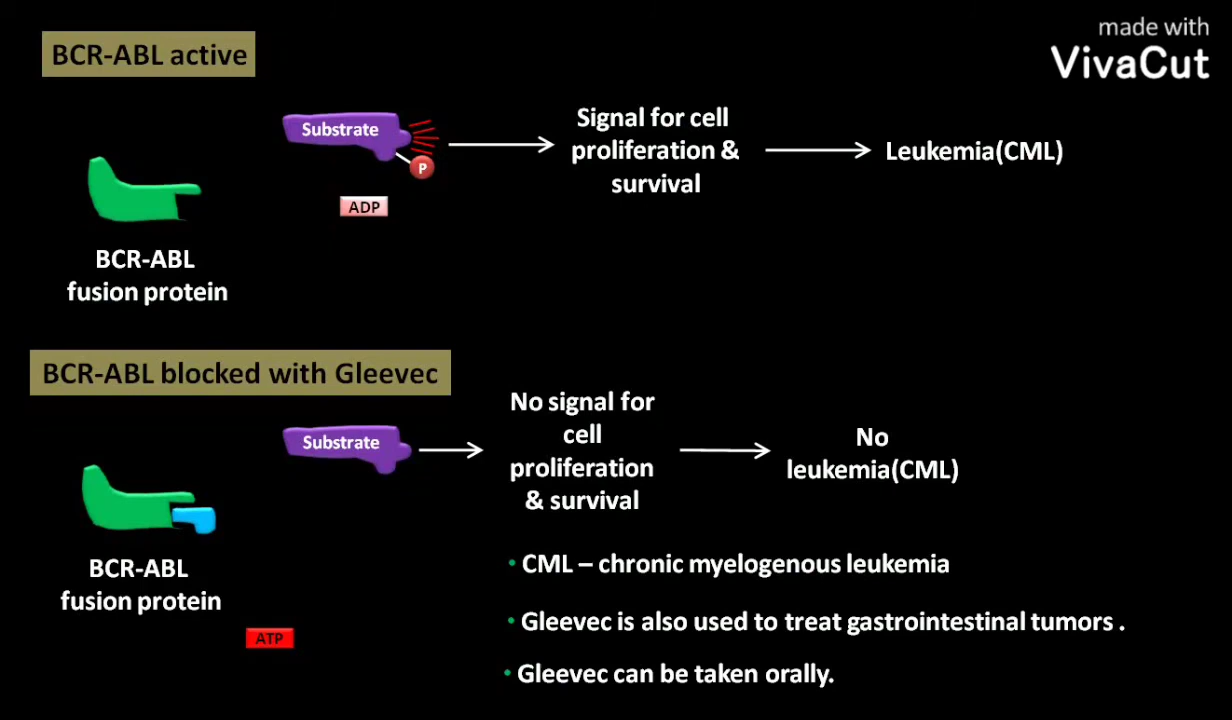 made with
VivaCut
BCR-ABL active
Substrate
P
ADP
Signal for cell
proliferation &
survival
Leukemia(CML)
BCR-ABL
fusion protein
BCR-ABL blocked with Gleevec
Substrate
No signal for
cell
proliferation
& survival
No
leukemia(CML)
BCR-ABL
fusion protein
ATP
• CML – chronic myelogenous leukemia
• Gleevec is also used to treat gastrointestinal tumors .
• Gleevec can be taken orally.